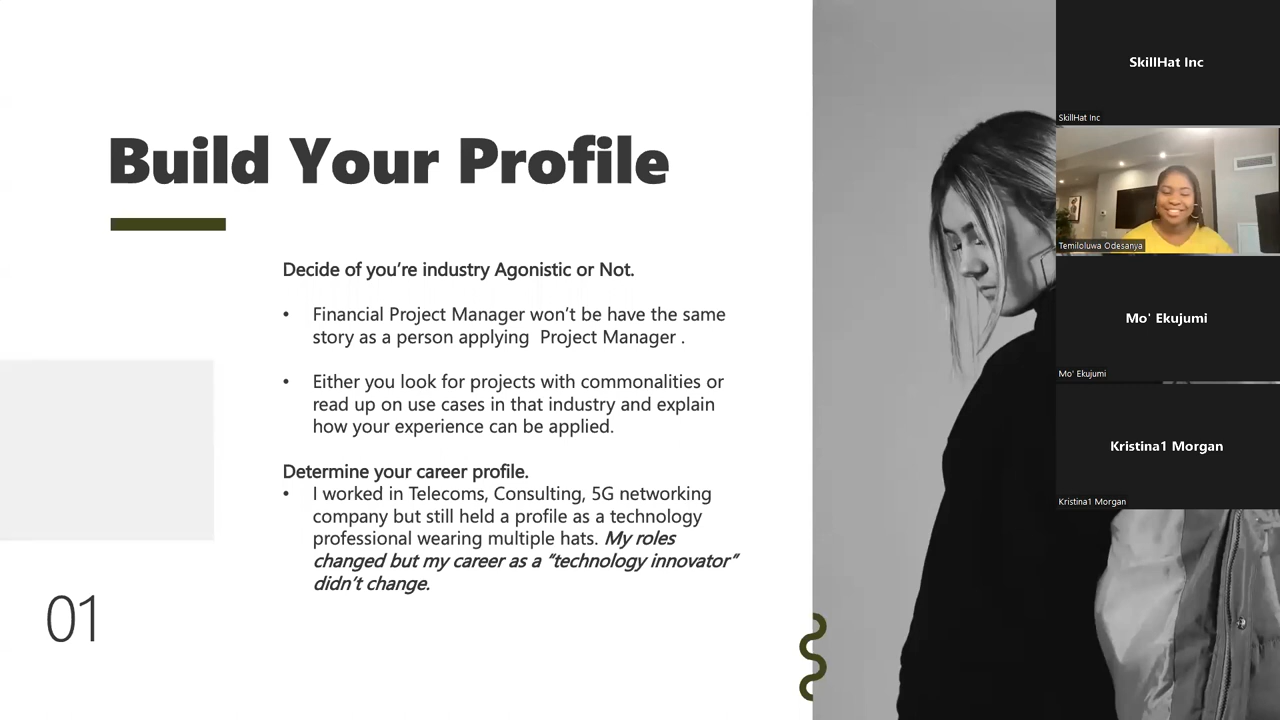 Build Your Profile
Decide of you're industry Agonistic or Not.
• Financial Project Manager won't be have the same
story as a person applying  Project Manager .
• Either you look for projects with commonalities or
read up on use cases in that industry and explain
how your experience can be applied.
Determine your career profile.
• I worked in Telecoms, Consulting, 5G networking
company but still held a profile as a technology
professional wearing multiple hats. My roles
changed but my career as a "technology innovator"
didn't change.
01
SkillHat Inc
SkillHat Inc
Temiloluwa Odesanya
Mo' Ekujumi
Mo' Ekujumi
Kristina1 Morgan
Kristina1 Morgan